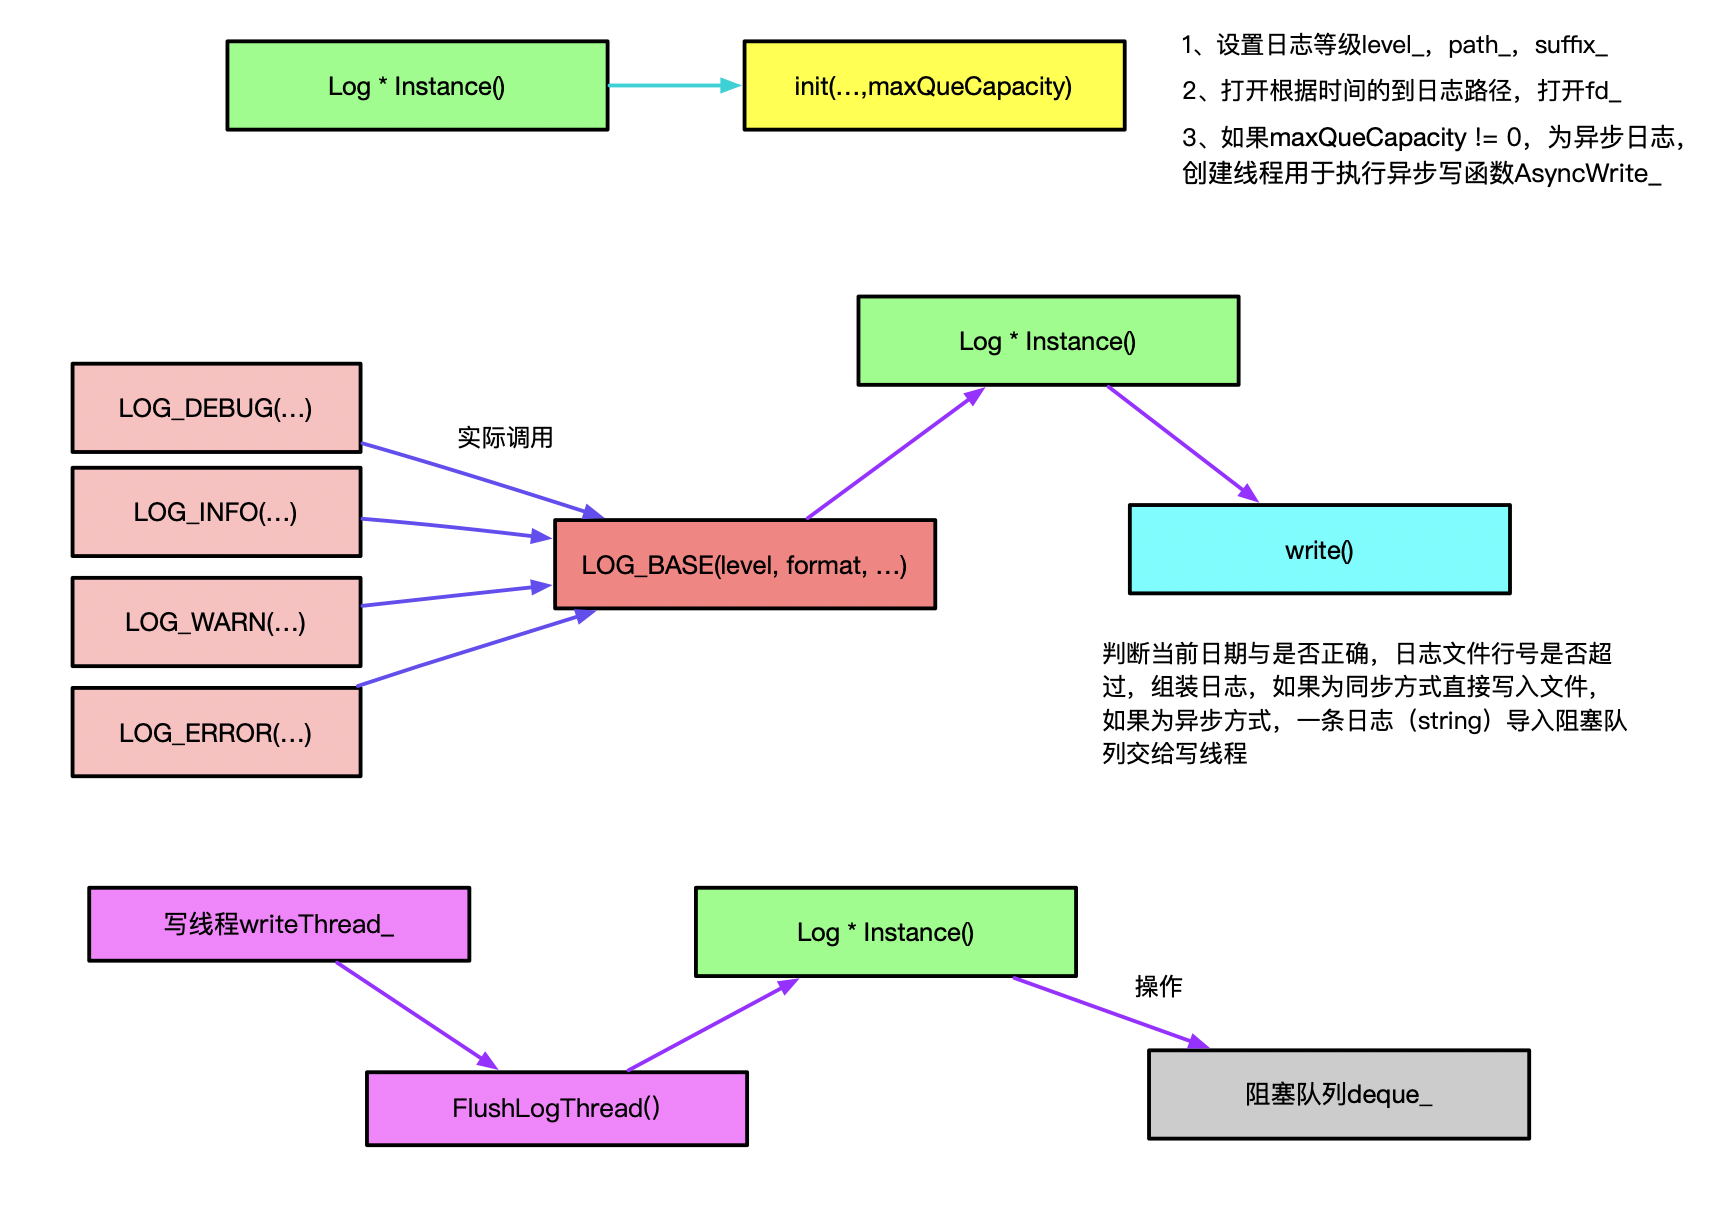 Log * Instance()
init(...,maxQueCapacity)
1、设置日志等级level_，path_，suffix_
2、打开根据时间的到日志路径，打开fd_
3、如果maxQueCapacity != 0，为异步日志，
创建线程用于执行异步写函数AsyncWrite_
Log * Instance()
LOG_DEBUG(...)
实际调用
LOG_INFO(...)
LOG_BASE(level, format, ...)
write()
LOG_WARN(...)
LOG_ERROR(...)
判断当前日期与是否正确，日志文件行号是否超
过，组装日志，如果为同步方式直接写入文件，
如果为异步方式，一条日志（string）导入阻塞队
列交给写线程
写线程writeThread_
Log * Instance()
操作
FlushLogThread()
阻塞队列deque_